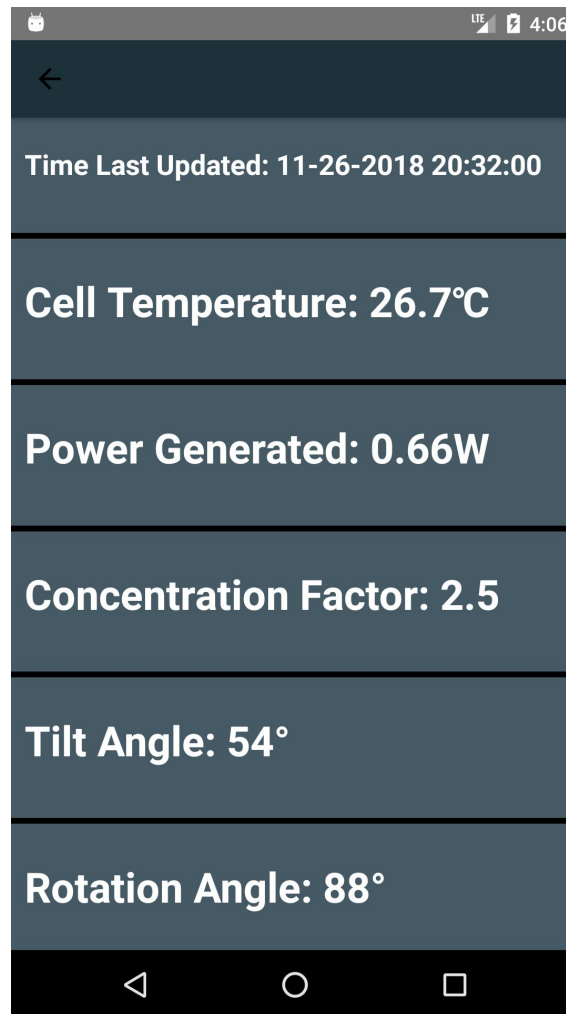 LTE 4:06
Time Last Updated: 11-26-2018 20:32:00
Cell Temperature: 26.7°C
Power Generated: 0.66W
Concentration Factor: 2.5
Tilt Angle: 54°
Rotation Angle: 88°